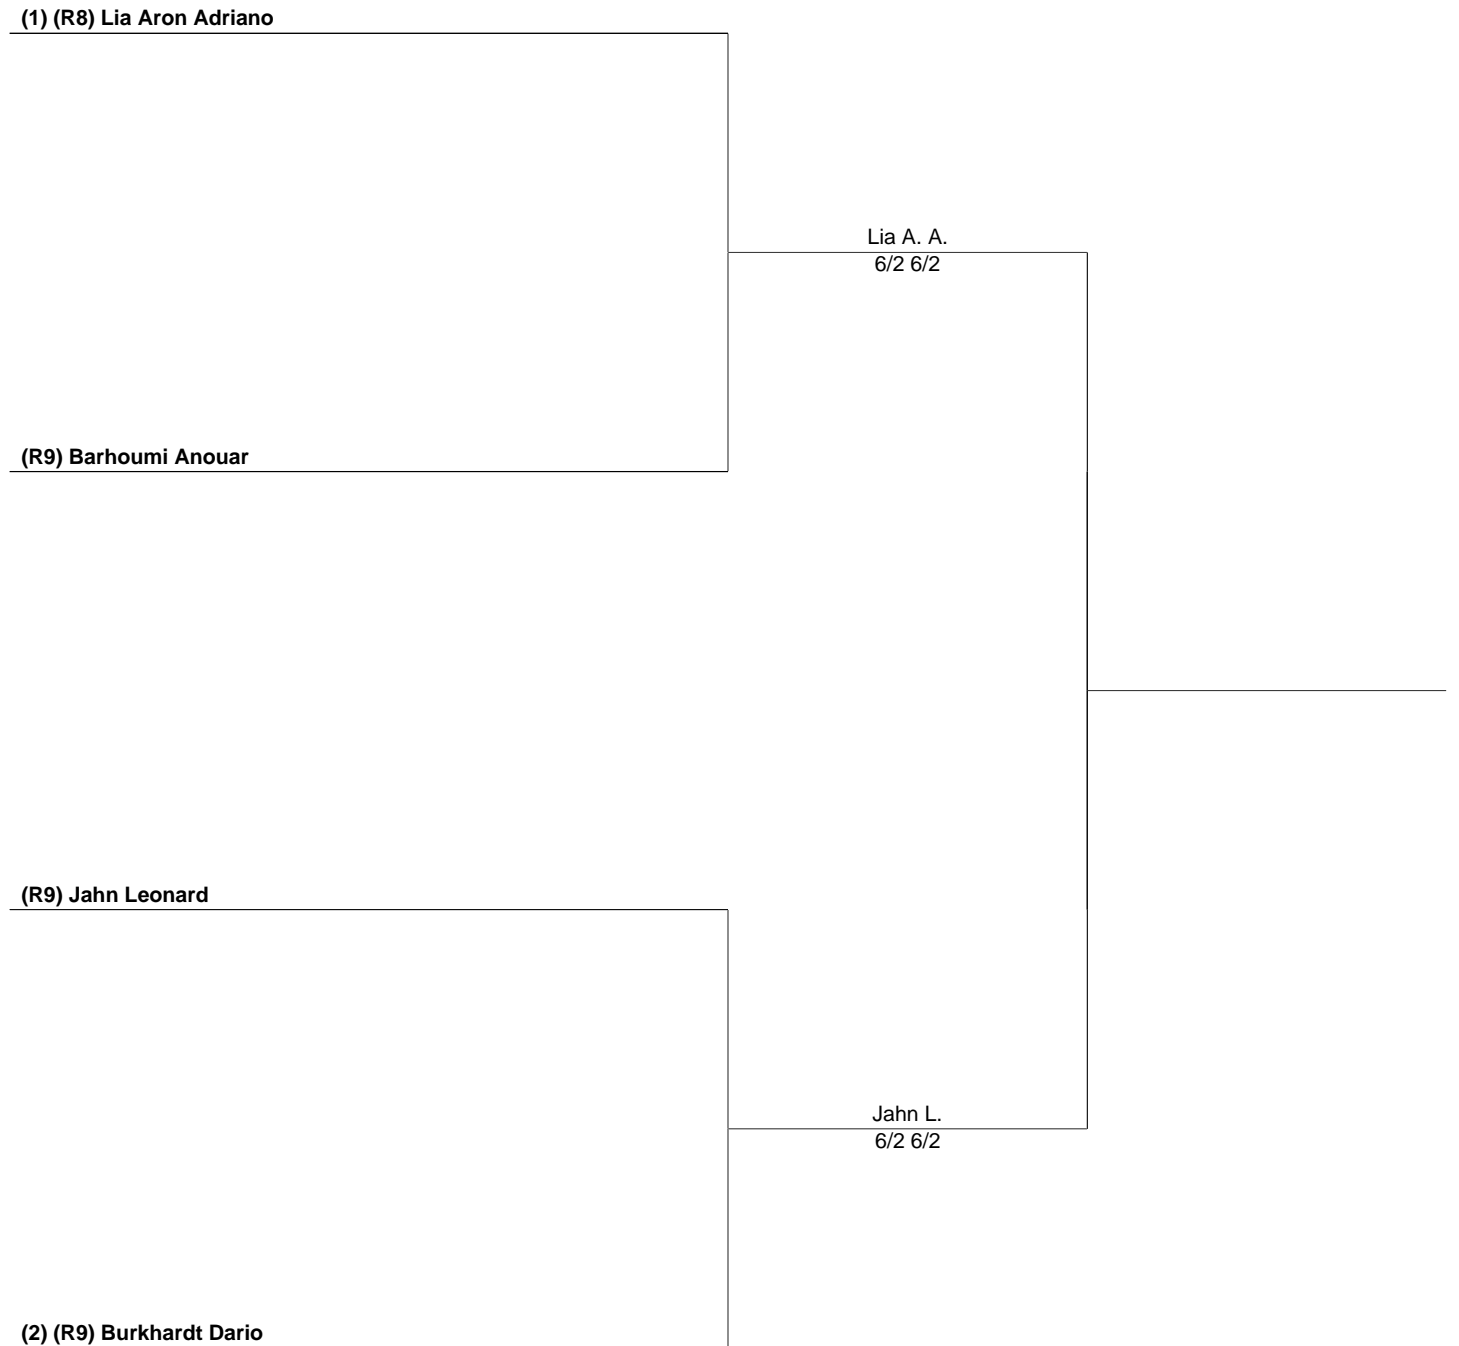 (1) (R8) Lia Aron Adriano
Lia A. A.
6/2 6/2
(R9) Barhoumi Anouar
(R9) Jahn Leonard
Jahn L.
6/2 6/2
(2) (R9) Burkhardt Dario